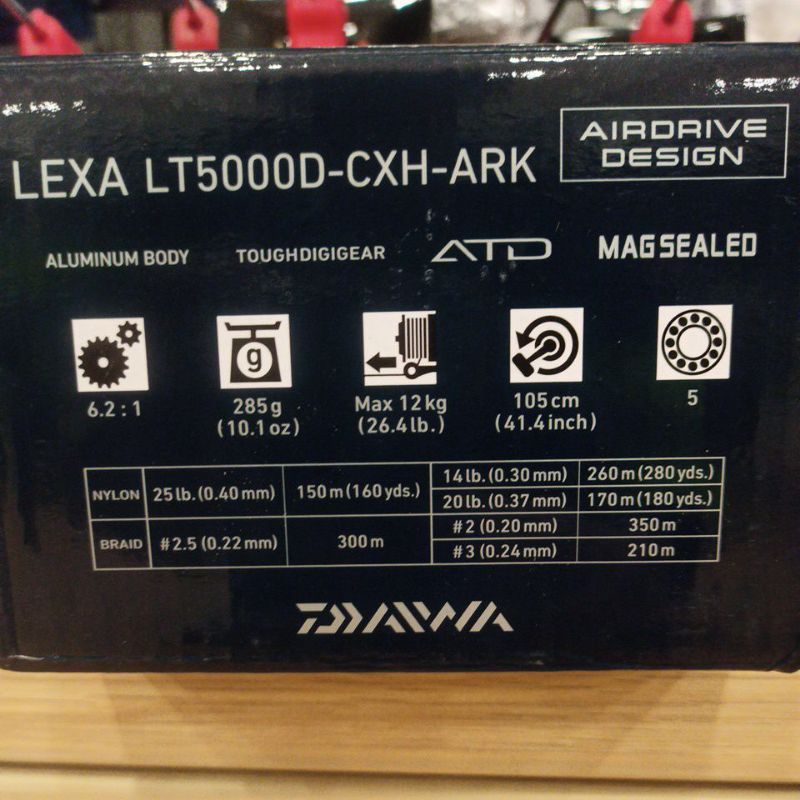 AIRDRIVE
DESIGN
LEXA LT5000D-CXH-ARK
ALUMINUM BODY TOUGHDIGIGEAR ATD MAGSEALED
g
6.2 : 1 285g Max 12kg 105cm 5
(10.1oz) (26.4lb.) (41.4inch)
NYLON 25lb.(0.40mm) 150m(160yds.) 14lb.(0.30mm) 260m(280yds.)
20lb.(0.37mm) 170m(180yds.)
BRAID #2.5(0.22mm) 300m #2(0.20mm) 350m
#3(0.24mm) 210m
DAIWA